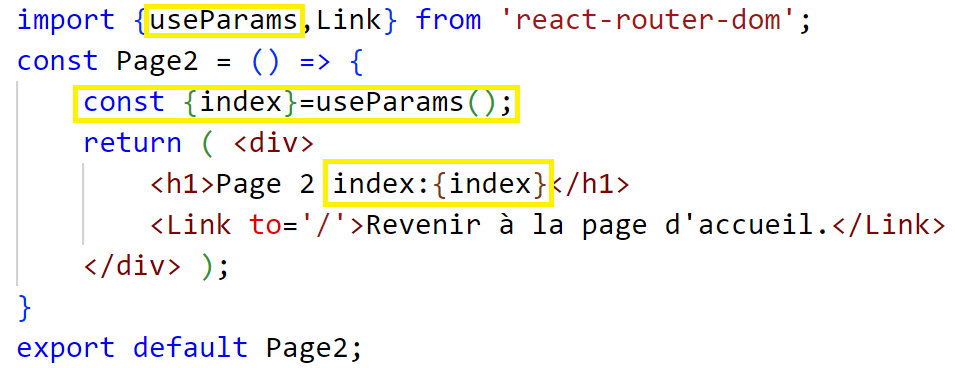 import {useParams,Link} from 'react-router-dom';
const Page2 = () => {
const {index}=useParams();
return ( <div>
<h1>Page 2 index:{index}</h1>
<Link to='/'>Revenir à la page d'accueil.</Link>
</div> );
}
export default Page2;